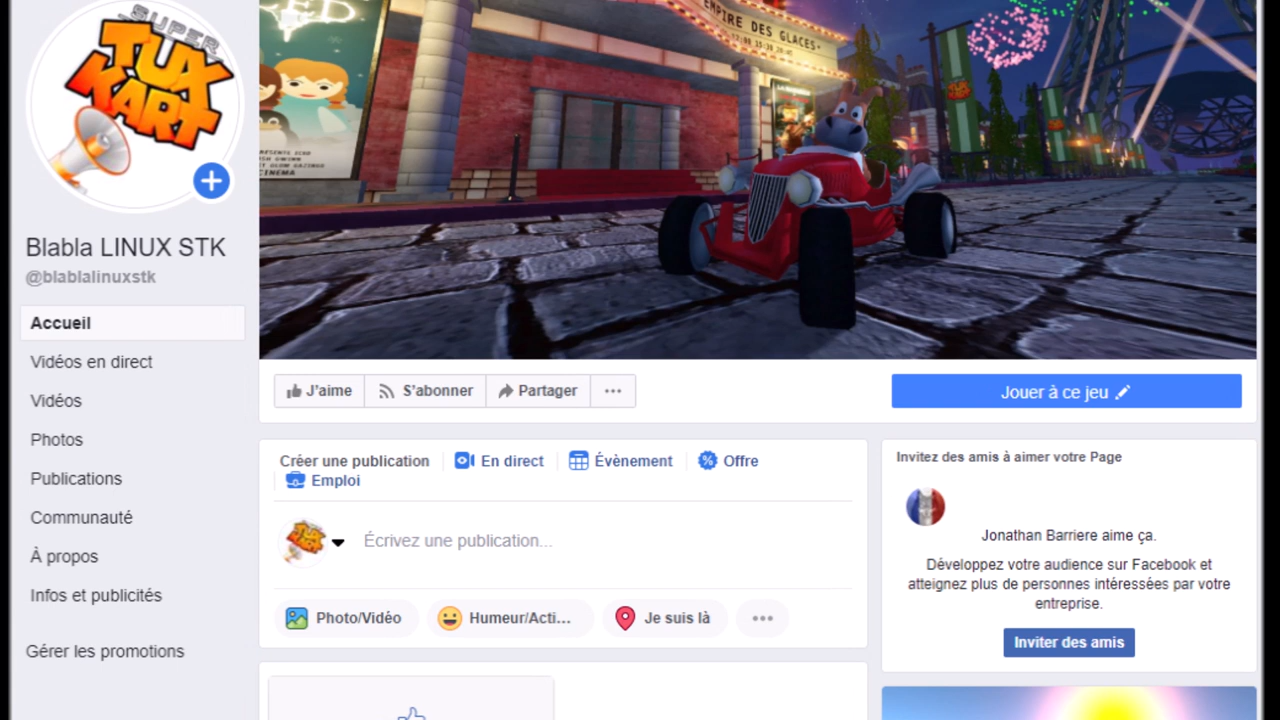 SUPER
TUX
KART
Blabla LINUX STK
@blablalinuxstk
Accueil
Vidéos en direct
Vidéos
Photos
Publications
Communauté
À propos
Infos et publicités
Gérer les promotions
EMPIRE DES GLACES
CINEMA
J'aime
S'abonner
Partager
Jouer à ce jeu
Créer une publication
En direct
Évènement
Offre
Emploi
Écrivez une publication...
Photo/Vidéo
Humeur/Acti...
Je suis là
Invitez des amis à aimer votre Page
Jonathan Barriere aime ça.
Développez votre audience sur Facebook et
atteignez plus de personnes intéressées par votre
entreprise.
Inviter des amis